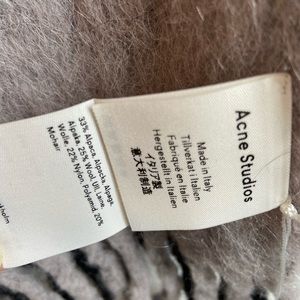 Acne Studios
Made in Italy
Tillverkat i Italien
Fabriqué en Italie
Hergestellt in Italien
イタリア製
意大利制造
33% Alpaca, Alpacka, Alpaga,
Alpaka, 25% Wool, Ull, Laine,
Wolle, 22% Nylon, Polyamid, 20%
Mohair